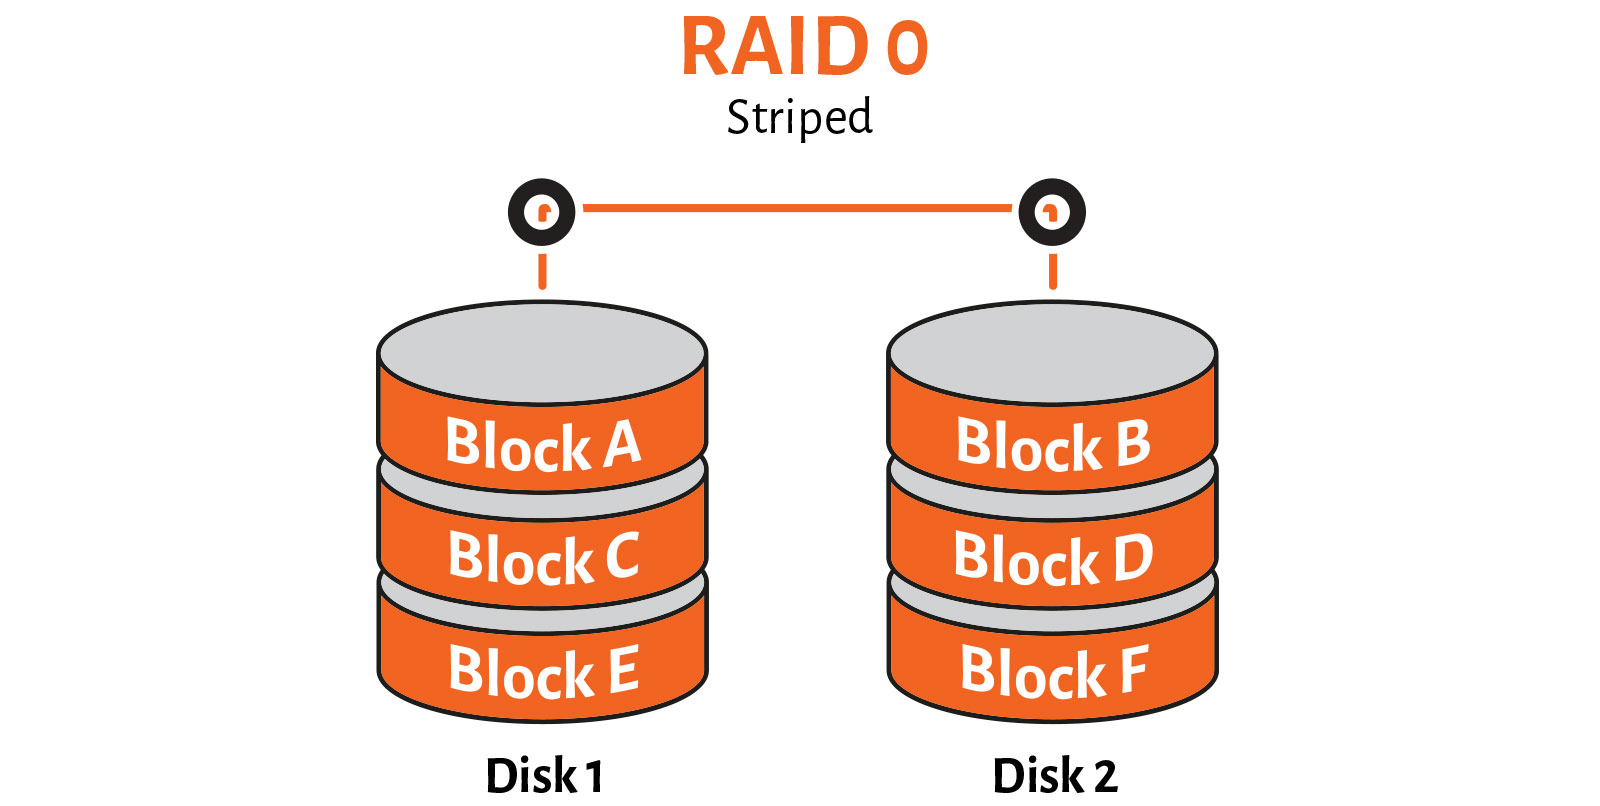 RAID 0
Striped
Block A
Block B
Block C
Block D
Block E
Block F
Disk 1
Disk 2